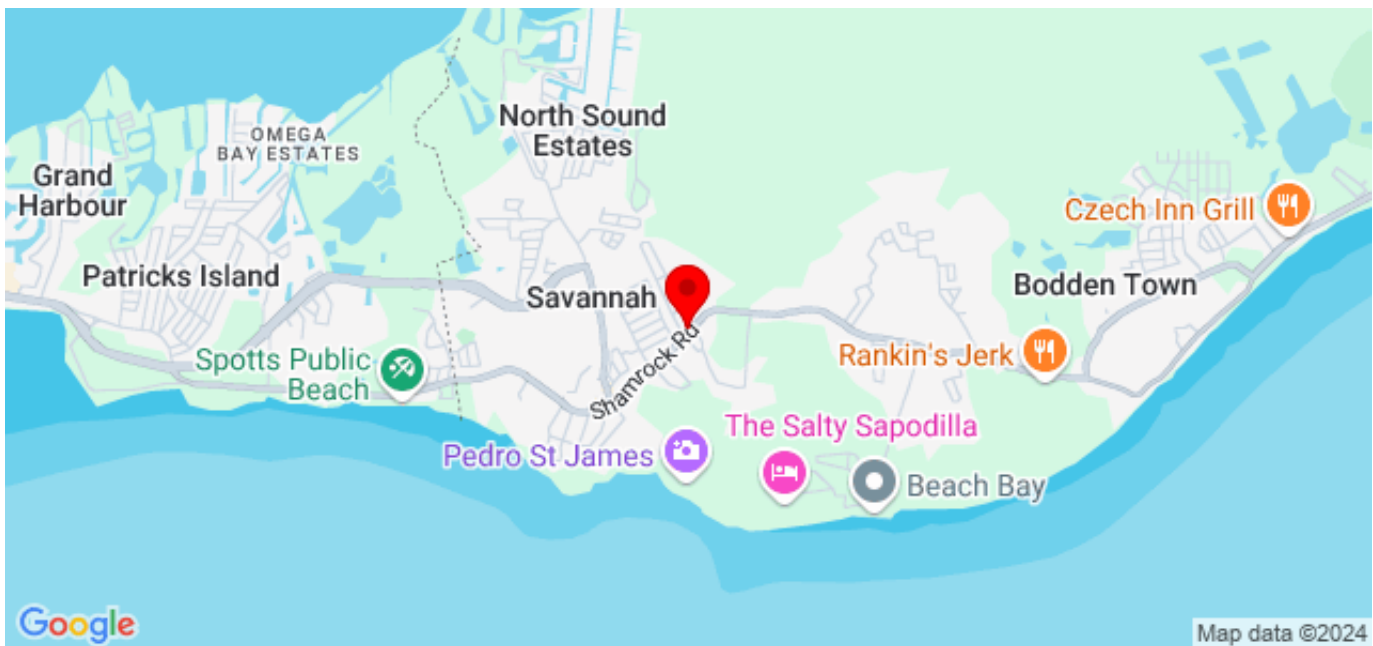 North Sound
Estates
OMEGA
BAY ESTATES
Grand
Harbour
Czech Inn Grill
Patricks Island
Savannah
Bodden Town
Shamrock Rd
Spotts Public
Beach
Rankin's Jerk
The Salty Sapodilla
Pedro St James
Beach Bay
Google
Map data ©2024